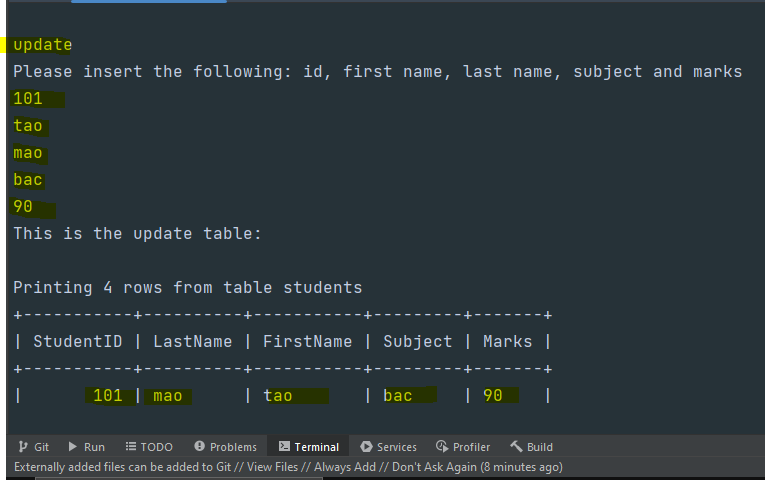 update
Please insert the following: id, first name, last name, subject and marks
101
tao
mao
bac
90
This is the update table:
Printing 4 rows from table students
+-----------+----------+-----------+---------+-------+
| StudentID | LastName | FirstName | Subject | Marks |
+-----------+----------+-----------+---------+-------+
|       101 | mao      | tao       | bac     | 90    |
Git Run TODO Problems Terminal Services Profiler Build
Externally added files can be added to Git // View Files // Always Add // Don't Ask Again (8 minutes ago)